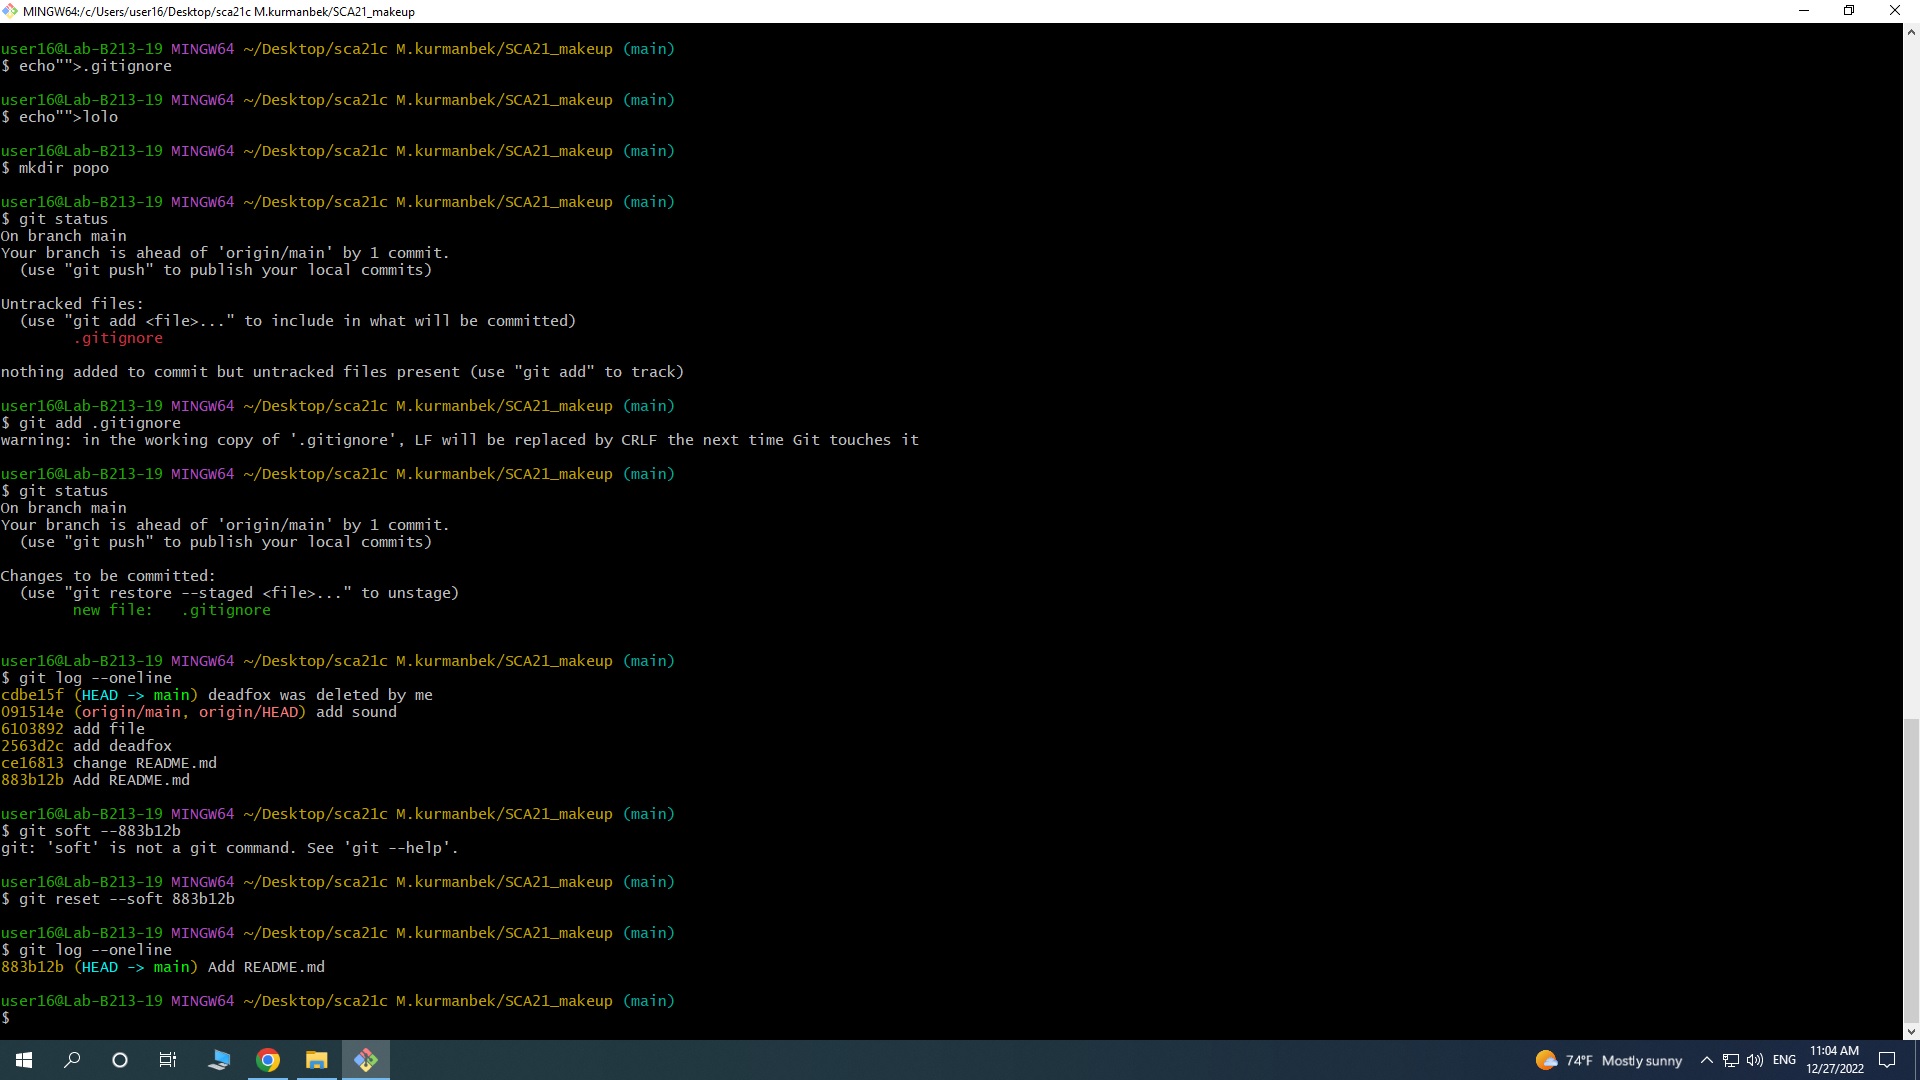 MINGW64:/c/Users/user16/Desktop/sca21c M.kurmanbek/SCA21_makeup
user16@Lab-B213-19 MINGW64 ~/Desktop/sca21c M.kurmanbek/SCA21_makeup (main)
$ echo"">.gitignore
user16@Lab-B213-19 MINGW64 ~/Desktop/sca21c M.kurmanbek/SCA21_makeup (main)
$ echo"">lolo
user16@Lab-B213-19 MINGW64 ~/Desktop/sca21c M.kurmanbek/SCA21_makeup (main)
$ mkdir popo
user16@Lab-B213-19 MINGW64 ~/Desktop/sca21c M.kurmanbek/SCA21_makeup (main)
$ git status
On branch main
Your branch is ahead of 'origin/main' by 1 commit.
  (use "git push" to publish your local commits)
Untracked files:
  (use "git add <file>..." to include in what will be committed)
        .gitignore
nothing added to commit but untracked files present (use "git add" to track)
user16@Lab-B213-19 MINGW64 ~/Desktop/sca21c M.kurmanbek/SCA21_makeup (main)
$ git add .gitignore
warning: in the working copy of '.gitignore', LF will be replaced by CRLF the next time Git touches it
user16@Lab-B213-19 MINGW64 ~/Desktop/sca21c M.kurmanbek/SCA21_makeup (main)
$ git status
On branch main
Your branch is ahead of 'origin/main' by 1 commit.
  (use "git push" to publish your local commits)
Changes to be committed:
  (use "git restore --staged <file>..." to unstage)
        new file:   .gitignore
user16@Lab-B213-19 MINGW64 ~/Desktop/sca21c M.kurmanbek/SCA21_makeup (main)
$ git log --oneline
cdbe15f (HEAD -> main) deadfox was deleted by me
091514e (origin/main, origin/HEAD) add sound
6103892 add file
2563d2c add deadfox
ce16813 change README.md
883b12b Add README.md
user16@Lab-B213-19 MINGW64 ~/Desktop/sca21c M.kurmanbek/SCA21_makeup (main)
$ git soft --883b12b
git: 'soft' is not a git command. See 'git --help'.
user16@Lab-B213-19 MINGW64 ~/Desktop/sca21c M.kurmanbek/SCA21_makeup (main)
$ git reset --soft 883b12b
user16@Lab-B213-19 MINGW64 ~/Desktop/sca21c M.kurmanbek/SCA21_makeup (main)
$ git log --oneline
883b12b (HEAD -> main) Add README.md
user16@Lab-B213-19 MINGW64 ~/Desktop/sca21c M.kurmanbek/SCA21_makeup (main)
$
74°F Mostly sunny
ENG
11:04 AM
12/27/2022